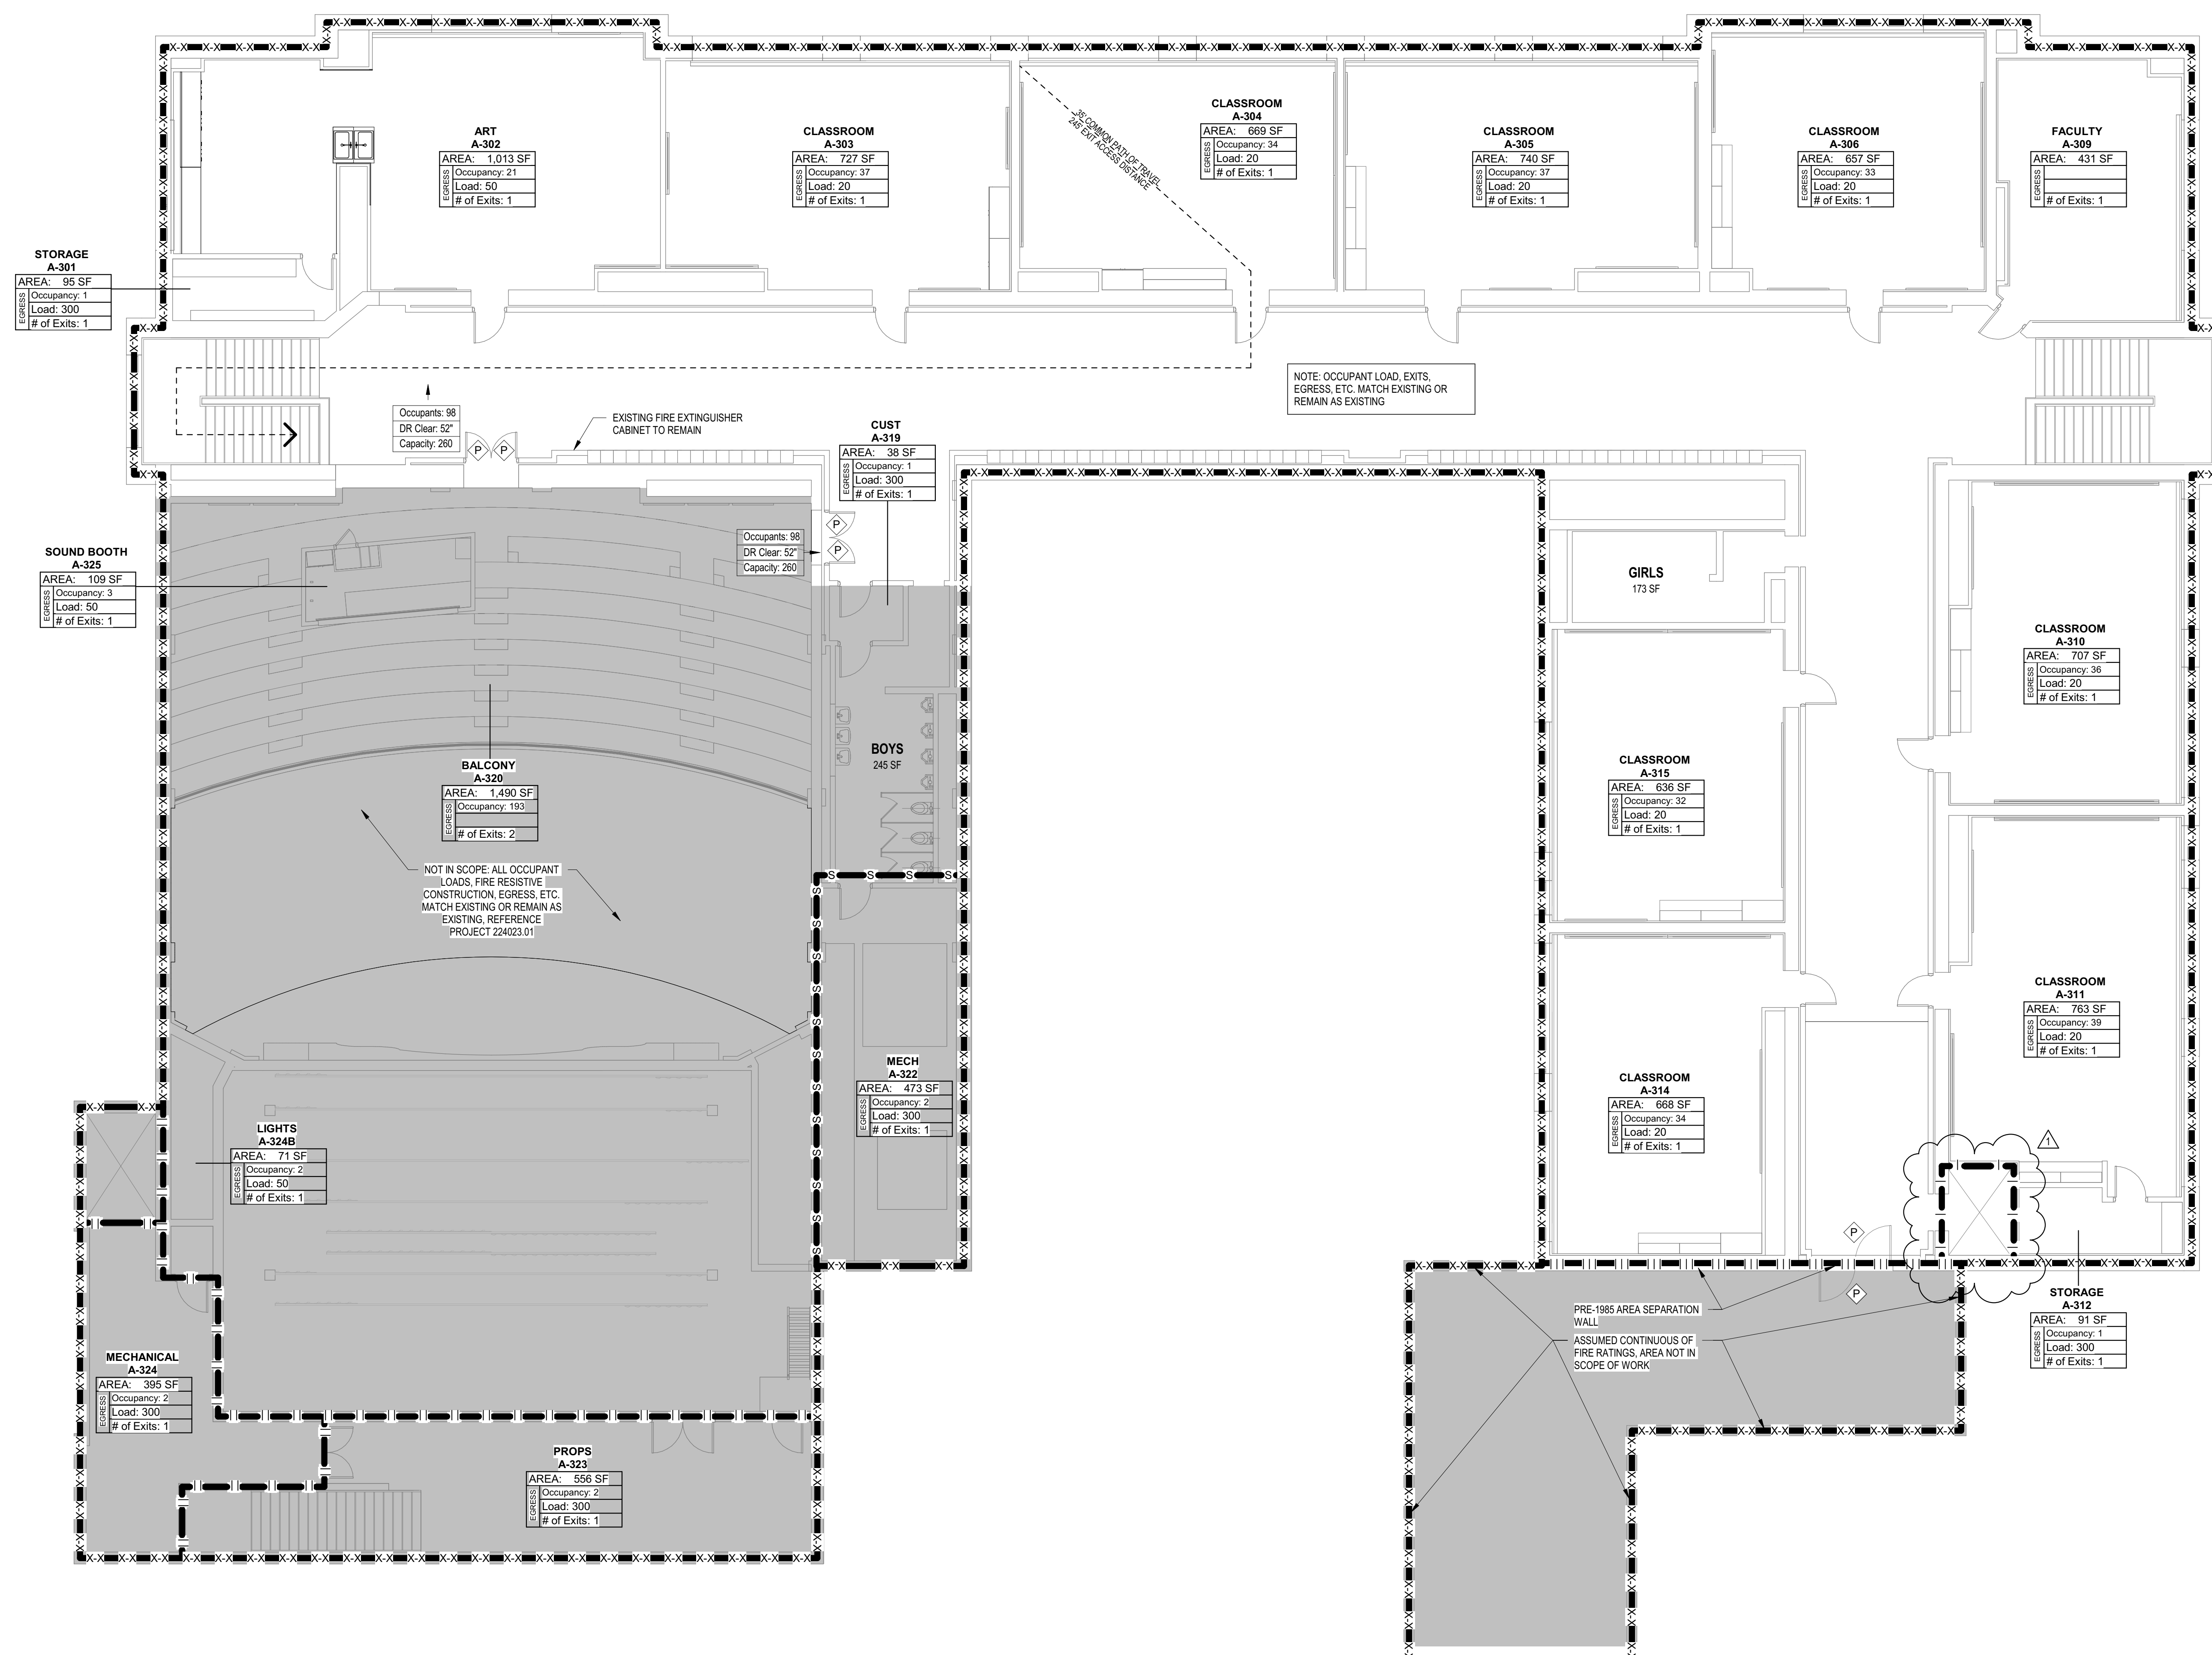 ART
A-302
AREA: 1,013 SF
EGRESS
Occupancy: 21
Load: 50
# of Exits: 1
CLASSROOM
A-303
AREA: 727 SF
EGRESS
Occupancy: 37
Load: 20
# of Exits: 1
35' COMMON PATH OF TRAVEL
245' EXIT ACCESS DISTANCE
CLASSROOM
A-304
AREA: 669 SF
EGRESS
Occupancy: 34
Load: 20
# of Exits: 1
CLASSROOM
A-305
AREA: 740 SF
EGRESS
Occupancy: 37
Load: 20
# of Exits: 1
CLASSROOM
A-306
AREA: 657 SF
EGRESS
Occupancy: 33
Load: 20
# of Exits: 1
FACULTY
A-309
AREA: 431 SF
EGRESS
# of Exits: 1
STORAGE
A-301
AREA: 95 SF
EGRESS
Occupancy: 1
Load: 300
# of Exits: 1
Occupants: 98
DR Clear: 52"
Capacity: 260
EXISTING FIRE EXTINGUISHER
CABINET TO REMAIN
P P
NOTE: OCCUPANT LOAD, EXITS,
EGRESS, ETC. MATCH EXISTING OR
REMAIN AS EXISTING
CUST
A-319
AREA: 38 SF
EGRESS
Occupancy: 1
Load: 300
# of Exits: 1
SOUND BOOTH
A-325
AREA: 109 SF
EGRESS
Occupancy: 3
Load: 50
# of Exits: 1
Occupants: 98
DR Clear: 52"
Capacity: 260
P
P
GIRLS
173 SF
CLASSROOM
A-310
AREA: 707 SF
EGRESS
Occupancy: 36
Load: 20
# of Exits: 1
BALCONY
A-320
AREA: 1,490 SF
EGRESS
Occupancy: 193
# of Exits: 2
BOYS
245 SF
CLASSROOM
A-315
AREA: 636 SF
EGRESS
Occupancy: 32
Load: 20
# of Exits: 1
NOT IN SCOPE: ALL OCCUPANT
LOADS, FIRE RESISTIVE
CONSTRUCTION, EGRESS, ETC.
MATCH EXISTING OR REMAIN AS
EXISTING, REFERENCE
PROJECT 224023.01
CLASSROOM
A-311
AREA: 763 SF
EGRESS
Occupancy: 39
Load: 20
# of Exits: 1
MECH
A-322
AREA: 473 SF
EGRESS
Occupancy: 2
Load: 300
# of Exits: 1
CLASSROOM
A-314
AREA: 668 SF
EGRESS
Occupancy: 34
Load: 20
# of Exits: 1
LIGHTS
A-324B
AREA: 71 SF
EGRESS
Occupancy: 2
Load: 50
# of Exits: 1
1
P
P
PRE-1985 AREA SEPARATION
WALL
ASSUMED CONTINUOUS OF
FIRE RATINGS, AREA NOT IN
SCOPE OF WORK
STORAGE
A-312
AREA: 91 SF
EGRESS
Occupancy: 1
Load: 300
# of Exits: 1
MECHANICAL
A-324
AREA: 395 SF
EGRESS
Occupancy: 2
Load: 300
# of Exits: 1
PROPS
A-323
AREA: 556 SF
EGRESS
Occupancy: 2
Load: 300
# of Exits: 1